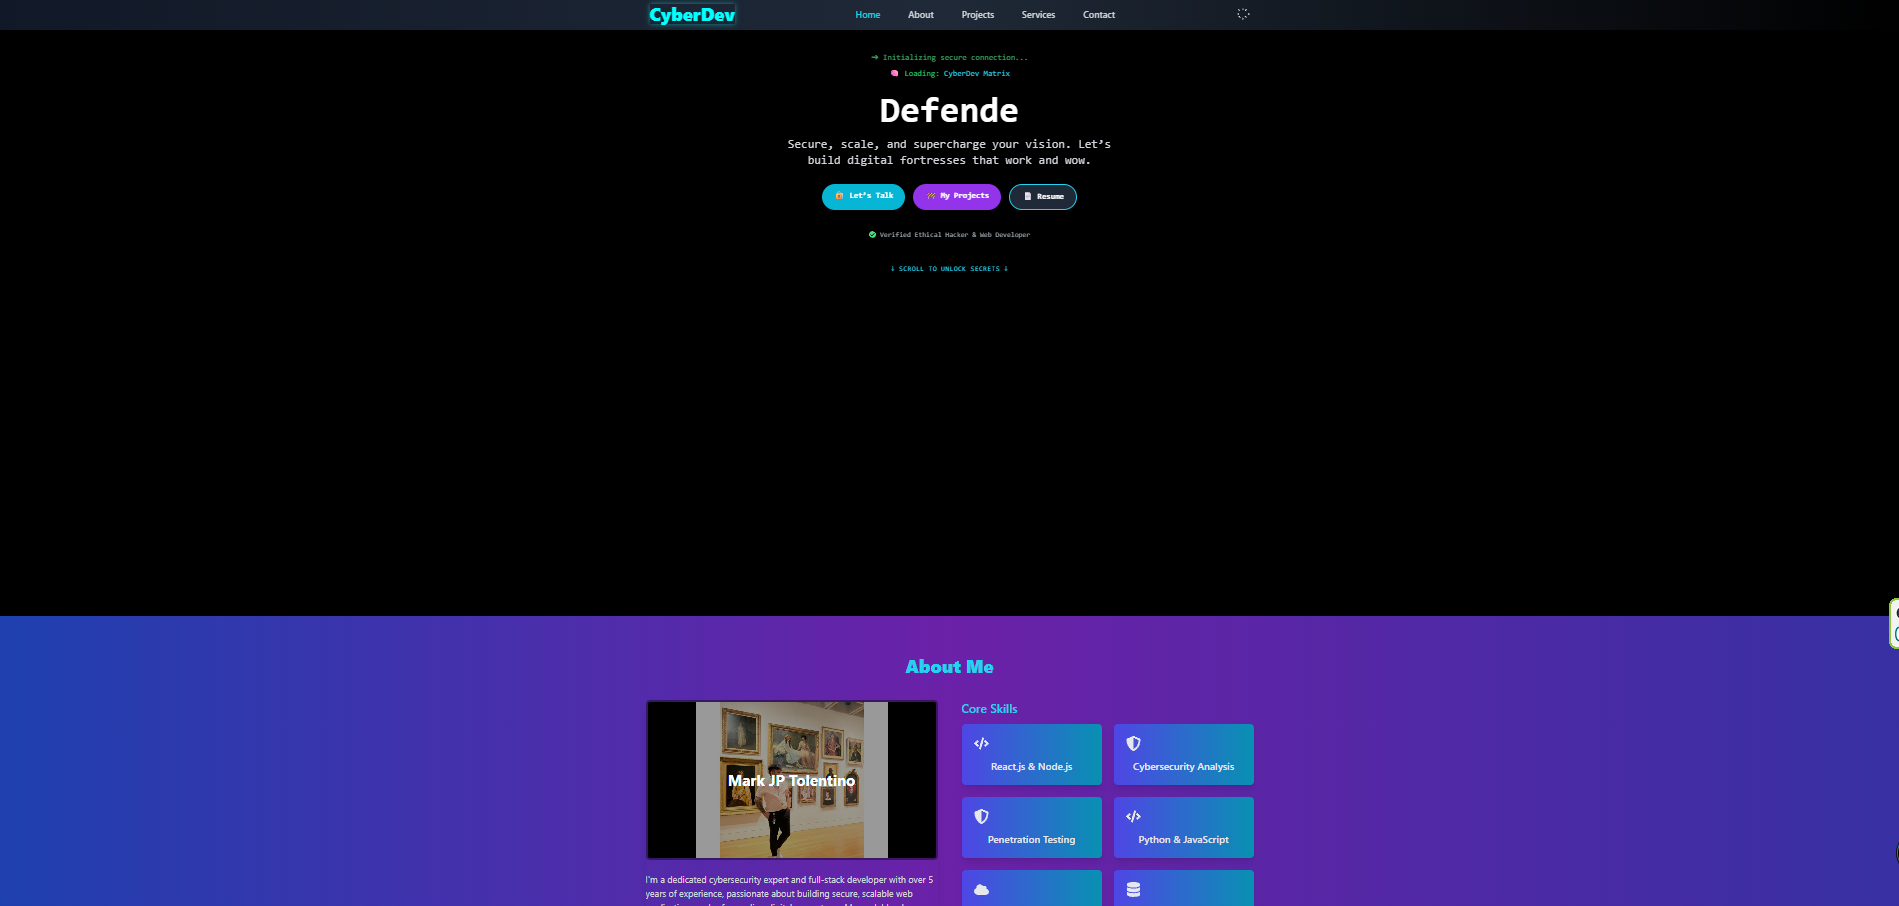 CyberDev
Home About Projects Services Contact
→ Initializing secure connection...
Loading: CyberDev Matrix
Defende
Secure, scale, and supercharge your vision. Let’s
build digital fortresses that work and wow.
Let’s Talk My Projects Resume
Verified Ethical Hacker & Web Developer
↓ SCROLL TO UNLOCK SECRETS ↓
About Me
Mark JP Tolentino
I'm a dedicated cybersecurity expert and full-stack developer with over 5
years of experience, passionate about building secure, scalable web
Core Skills
React.js & Node.js
Cybersecurity Analysis
Penetration Testing
Python & JavaScript